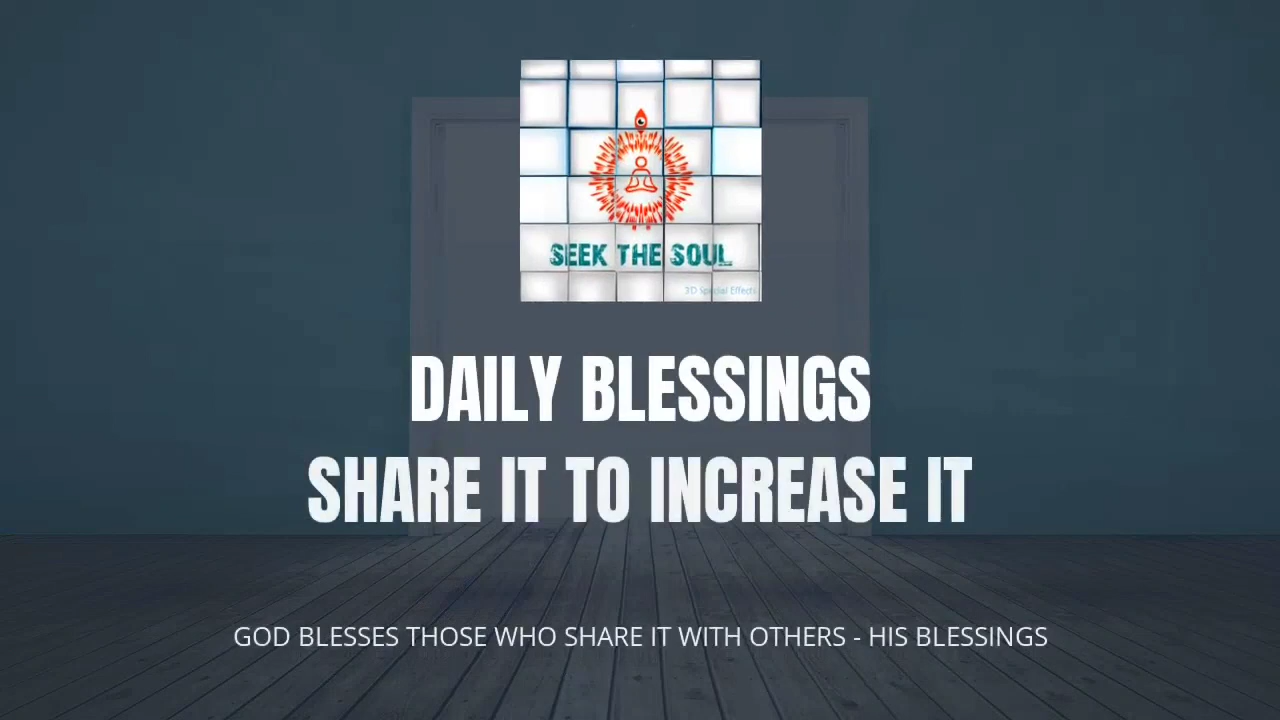 SEEK THE SOUL
3D Special Effects
DAILY BLESSINGS
SHARE IT TO INCREASE IT
GOD BLESSES THOSE WHO SHARE IT WITH OTHERS - HIS BLESSINGS